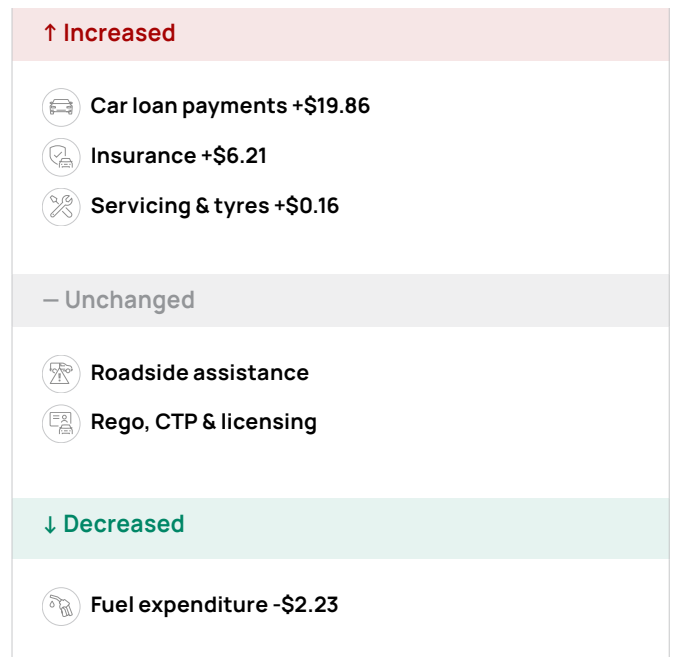 ↑ Increased
Car loan payments +$19.86
Insurance +$6.21
Servicing & tyres +$0.16
— Unchanged
Roadside assistance
Rego, CTP & licensing
↓ Decreased
Fuel expenditure -$2.23